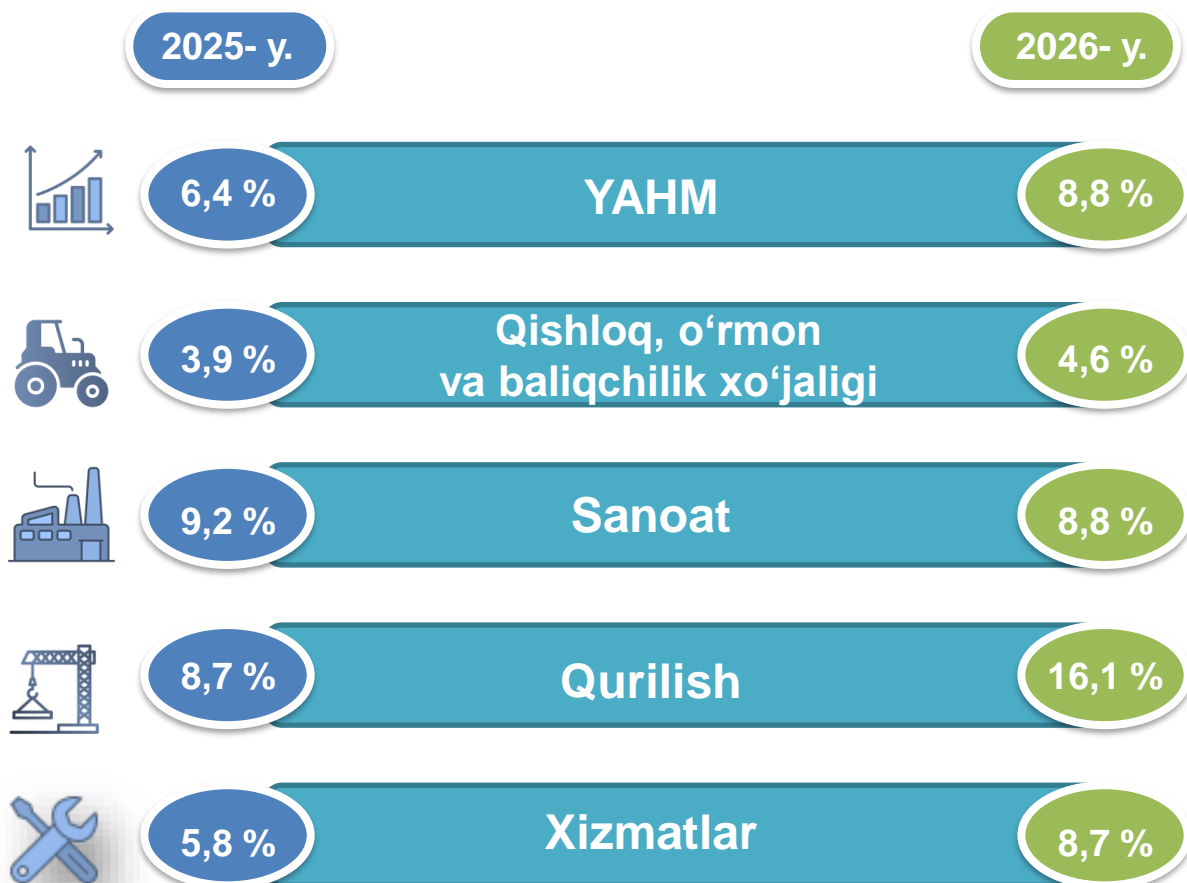 2025- y.
2026- y.
6,4 %
YAHM
8,8 %
3,9 %
Qishloq, o‘rmon
va baliqchilik xo‘jaligi
4,6 %
9,2 %
Sanoat
8,8 %
8,7 %
Qurilish
16,1 %
5,8 %
Xizmatlar
8,7 %